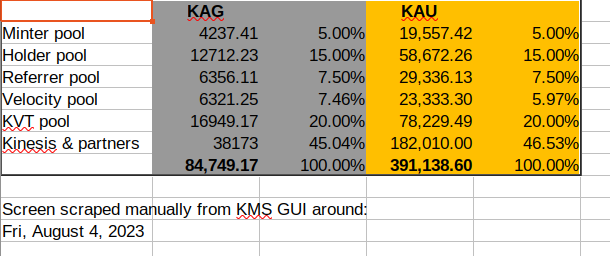 KAG KAU
Minter pool 4237.41 5.00% 19,557.42 5.00%
Holder pool 12712.23 15.00% 58,672.26 15.00%
Referrer pool 6356.11 7.50% 29,336.13 7.50%
Velocity pool 6321.25 7.46% 23,333.30 5.97%
KVT pool 16949.17 20.00% 78,229.49 20.00%
Kinesis & partners 38173 45.04% 182,010.00 46.53%
84,749.17 100.00% 391,138.60 100.00%
Screen scraped manually from KMS GUI around:
Fri, August 4, 2023